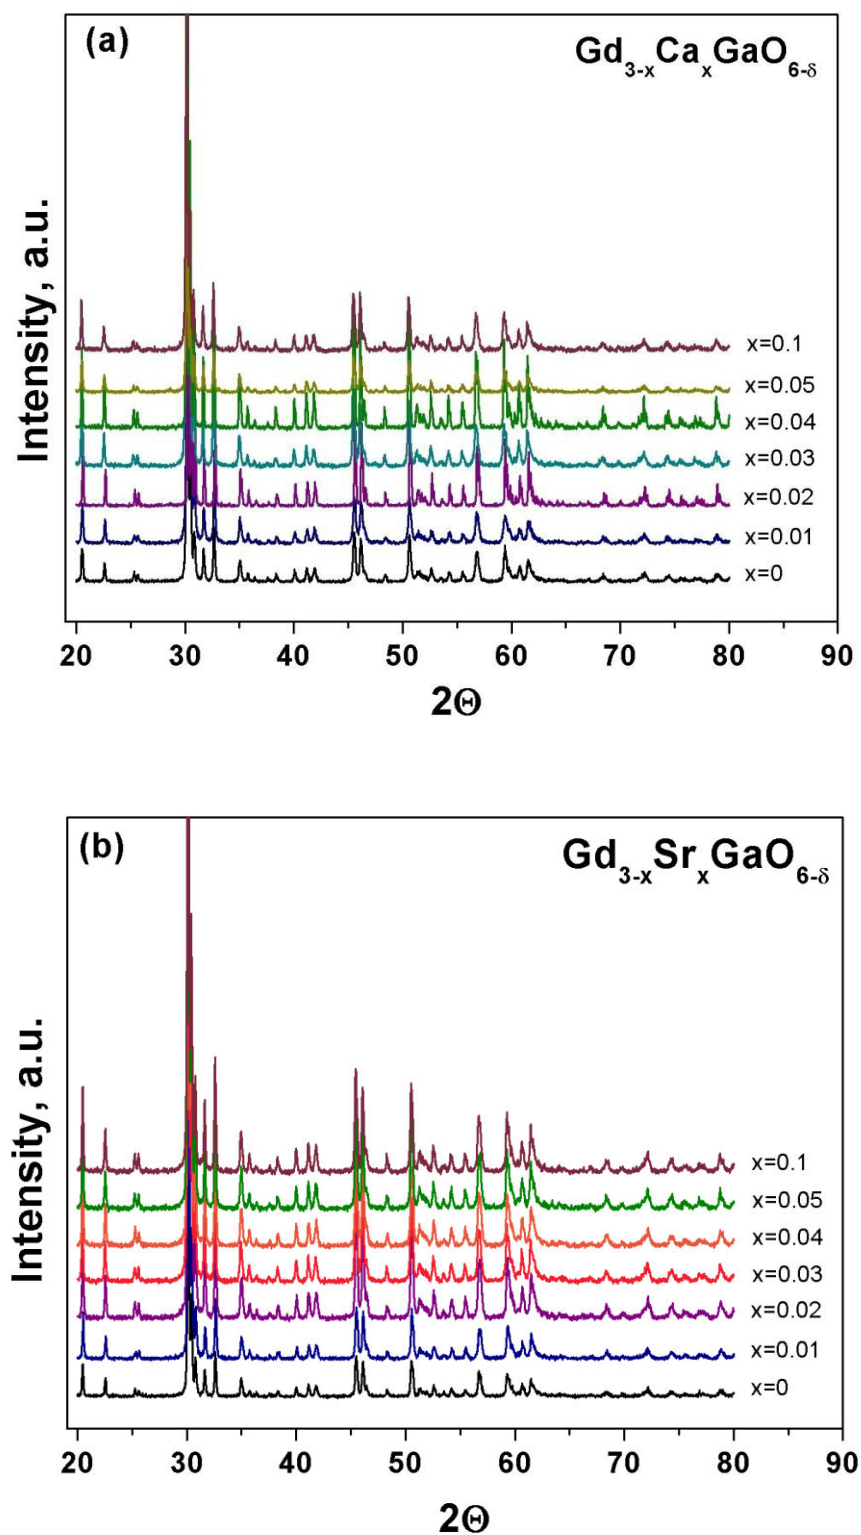 (a)
Gd3-xCaxGaO6-δ
Intensity, a.u.
x=0.1
x=0.05
x=0.04
x=0.03
x=0.02
x=0.01
x=0
20 30 40 50 60 70 80 90
2Θ
(b)
Gd3-xSrxGaO6-δ
Intensity, a.u.
x=0.1
x=0.05
x=0.04
x=0.03
x=0.02
x=0.01
x=0
20 30 40 50 60 70 80 90
2Θ